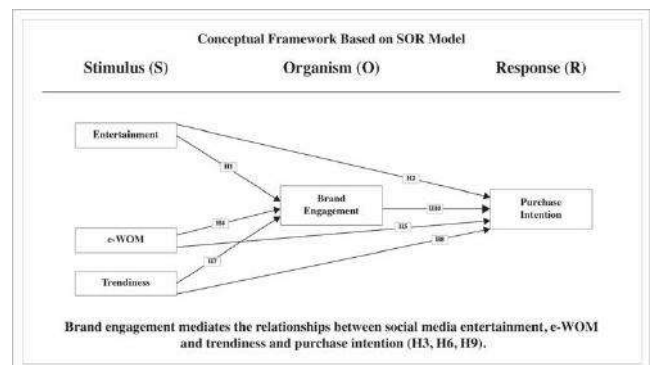 Conceptual Framework Based on SOR Model
Stimulus (S) Organism (O) Response (R)
Entertainment
H1
H2
Brand
Engagement
H10
Purchase
Intention
H4
e-WOM
H5
H7
H8
Trendiness
Brand engagement mediates the relationships between social media entertainment, e-WOM
and trendiness and purchase intention (H3, H6, H9).